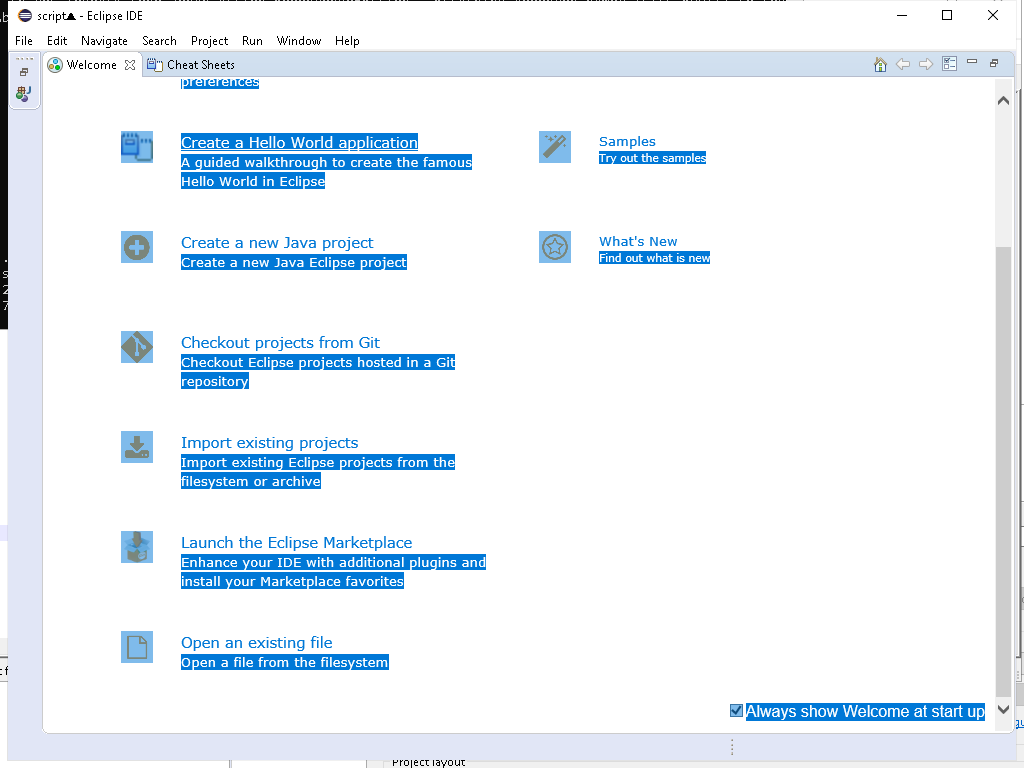 script▲ - Eclipse IDE
File Edit Navigate Search Project Run Window Help
Welcome Cheat Sheets
preferences
Create a Hello World application
A guided walkthrough to create the famous
Hello World in Eclipse
Samples
Try out the samples
Create a new Java project
Create a new Java Eclipse project
What's New
Find out what is new
Checkout projects from Git
Checkout Eclipse projects hosted in a Git
repository
Import existing projects
Import existing Eclipse projects from the
filesystem or archive
Launch the Eclipse Marketplace
Enhance your IDE with additional plugins and
install your Marketplace favorites
Open an existing file
Open a file from the filesystem
Always show Welcome at start up
Project layout